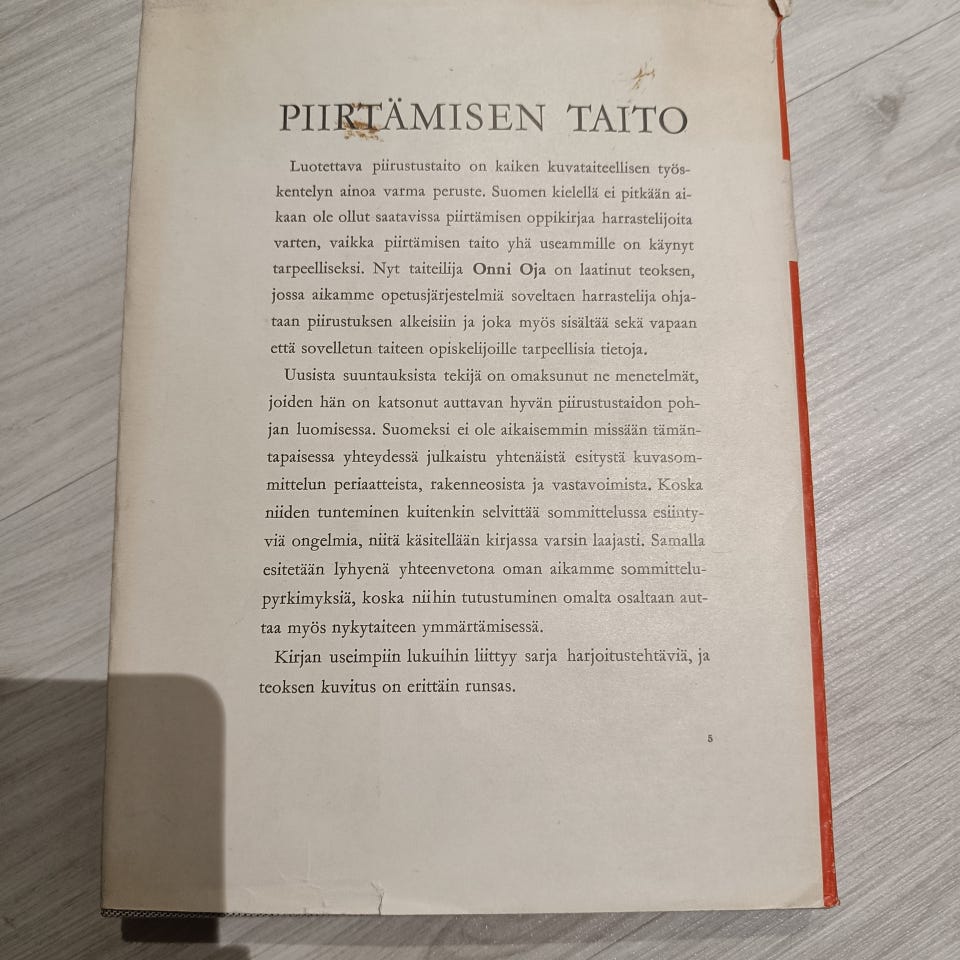 PIIRTÄMISEN TAITO
Luotettava piirustustaito on kaiken kuvataiteellisen työs-
kentelyn ainoa varma peruste. Suomen kielellä ei pitkään ai-
kaan ole ollut saatavissa piirtämisen oppikirjaa harrastelijoita
varten, vaikka piirtämisen taito yhä useammille on käynyt
tarpeelliseksi. Nyt taiteilija Onni Oja on laatinut teoksen,
jossa aikamme opetusjärjestelmiä soveltaen harrastelija ohja-
taan piirustuksen alkeisiin ja joka myös sisältää sekä vapaan
että sovelletun taiteen opiskelijoille tarpeellisia tietoja.
Uusista suuntauksista tekijä on omaksunut ne menetelmät,
joiden hän on katsonut auttavan hyvän piirustustaidon poh-
jan luomisessa. Suomeksi ei ole aikaisemmin missään tämän-
tapaisessa yhteydessä julkaistu yhtenäistä esitystä kuvasom-
mittelun periaatteista, rakenneosista ja vastavoimista. Koska
niiden tunteminen kuitenkin selvittää sommittelussa esiinty-
viä ongelmia, niitä käsitellään kirjassa varsin laajasti. Samalla
esitetään lyhyenä yhteenvetona oman aikamme sommittelu-
pyrkimyksiä, koska niihin tutustuminen omalta osaltaan aut-
taa myös nykytaiteen ymmärtämisessä.
Kirjan useimpiin lukuihin liittyy sarja harjoitustehtäviä, ja
teoksen kuvitus on erittäin runsas.
5